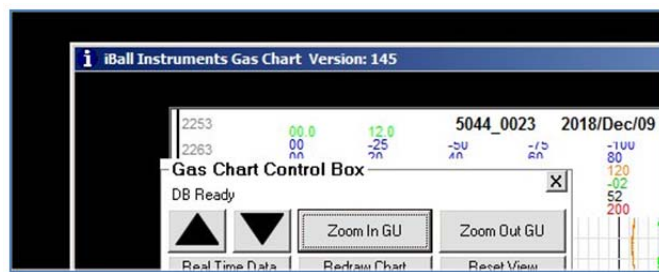 iBall Instruments Gas Chart Version: 145
2253 00.0 12.0 5044_0023 2018/Dec/09
2263 00 -25 -50 -75 -100
00 20 40 60 80
120
-02
52
200
Gas Chart Control Box
X
DB Ready
Zoom In GU Zoom Out GU
Real Time Data Redraw Chart Reset View